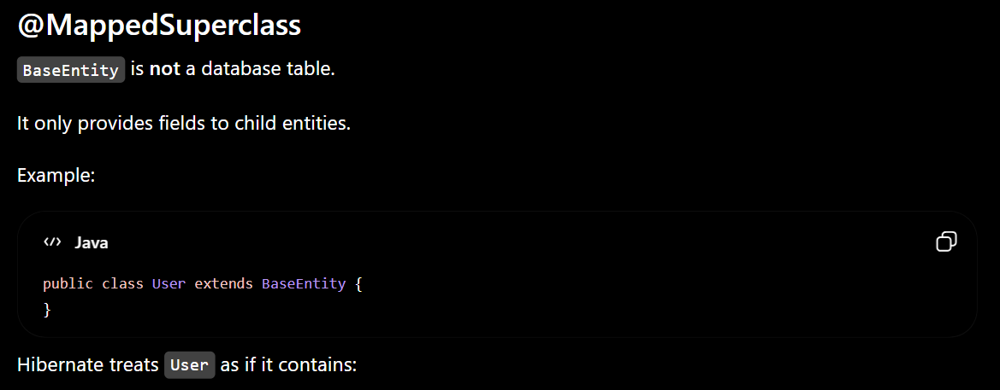 @MappedSuperclass
BaseEntity is not a database table.
It only provides fields to child entities.
Example:
Java
public class User extends BaseEntity {
}
Hibernate treats User as if it contains: